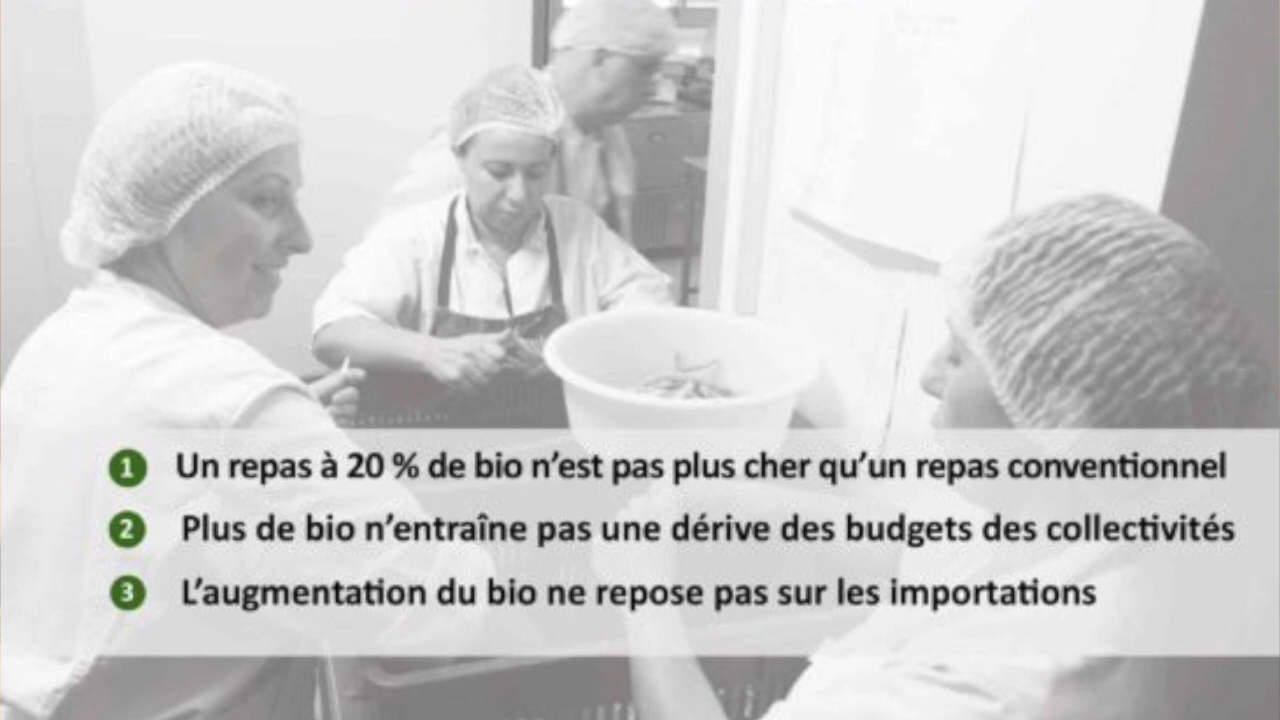 1 Un repas à 20 % de bio n’est pas plus cher qu’un repas conventionnel
2 Plus de bio n’entraîne pas une dérive des budgets des collectivités
3 L’augmentation du bio ne repose pas sur les importations